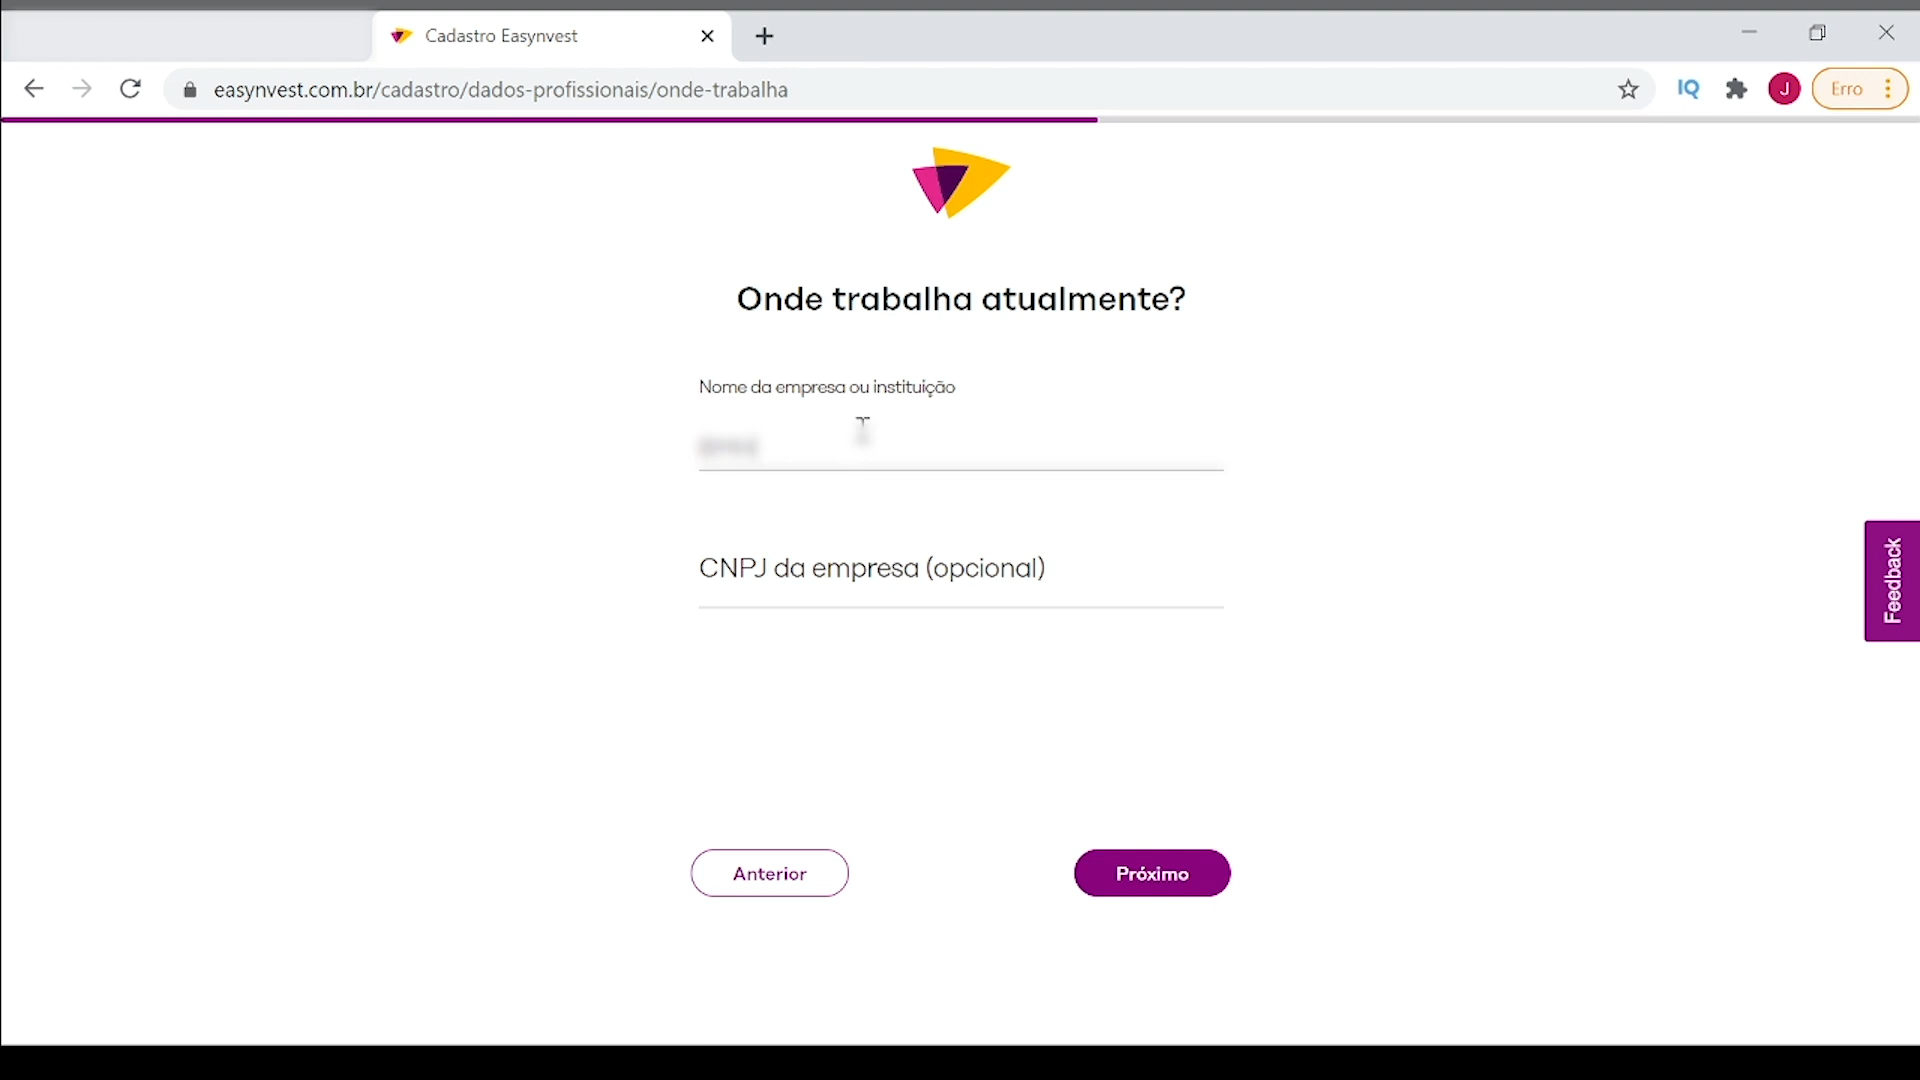 Cadastro Easynvest
easynvest.com.br/cadastro/dados-profissionais/onde-trabalha
IQ
J
Erro
Onde trabalha atualmente?
Nome da empresa ou instituição
CNPJ da empresa (opcional)
Feedback
Anterior
Próximo